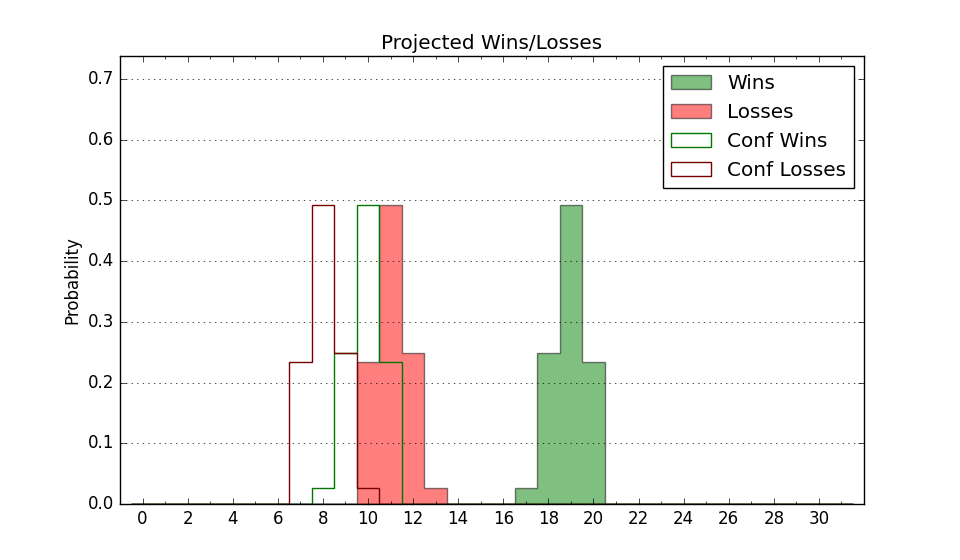 Projected Wins/Losses
Probability
0.7
0.6
0.5
0.4
0.3
0.2
0.1
0.0
0 2 4 6 8 10 12 14 16 18 20 22 24 26 28 30
Wins
Losses
Conf Wins
Conf Losses